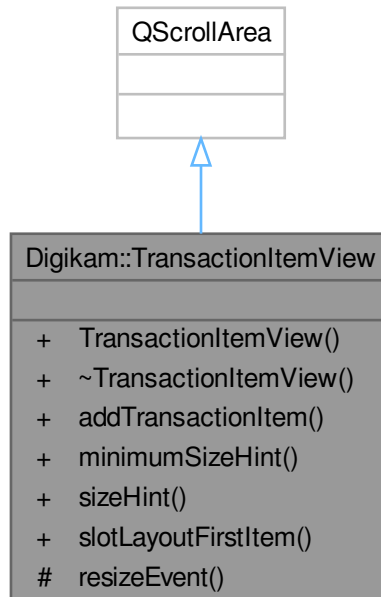 QScrollArea
Digikam::TransactionItemView
+ TransactionItemView()
+ ~TransactionItemView()
+ addTransactionItem()
+ minimumSizeHint()
+ sizeHint()
+ slotLayoutFirstItem()
# resizeEvent()